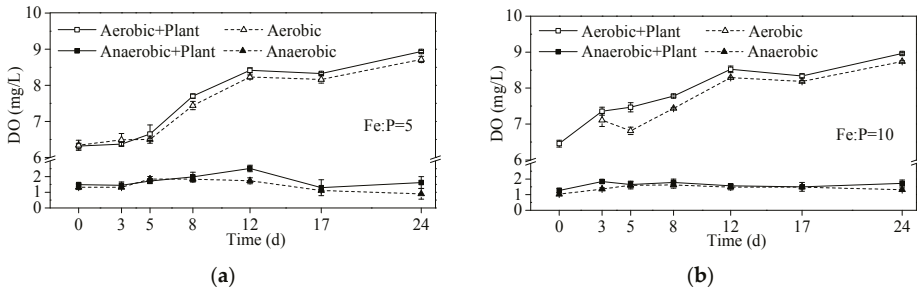 Aerobic+Plant Aerobic
Anaerobic+Plant Anaerobic
DO (mg/L)
9
8
7
6
2
1
0
Fe:P=5
0 3 5 8 12 17 24
Time (d)
(a)
Aerobic+Plant Aerobic
Anaerobic+Plant Anaerobic
DO (mg/L)
9
8
7
6
2
1
0
Fe:P=10
0 3 5 8 12 17 24
Time (d)
(b)